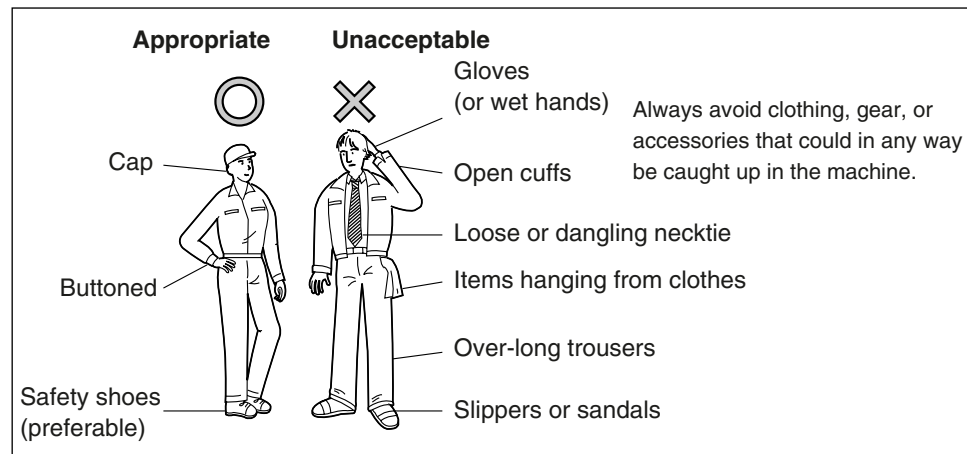 Appropriate
Unacceptable
Cap
Buttoned
Safety shoes
(preferable)
Gloves
(or wet hands)
Open cuffs
Loose or dangling necktie
Items hanging from clothes
Over-long trousers
Slippers or sandals
Always avoid clothing, gear, or
accessories that could in any way
be caught up in the machine.